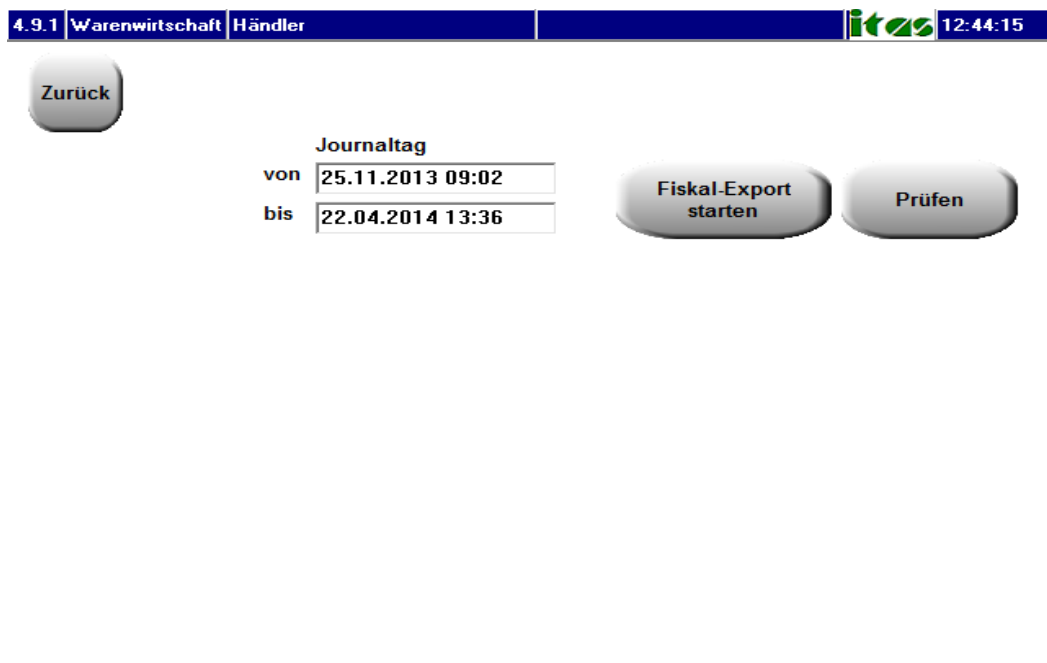 4.9.1 Warenwirtschaft Händler itas 12:44:15
Zurück
Journaltag
von 25.11.2013 09:02
bis 22.04.2014 13:36
Fiskal-Export
starten
Prüfen